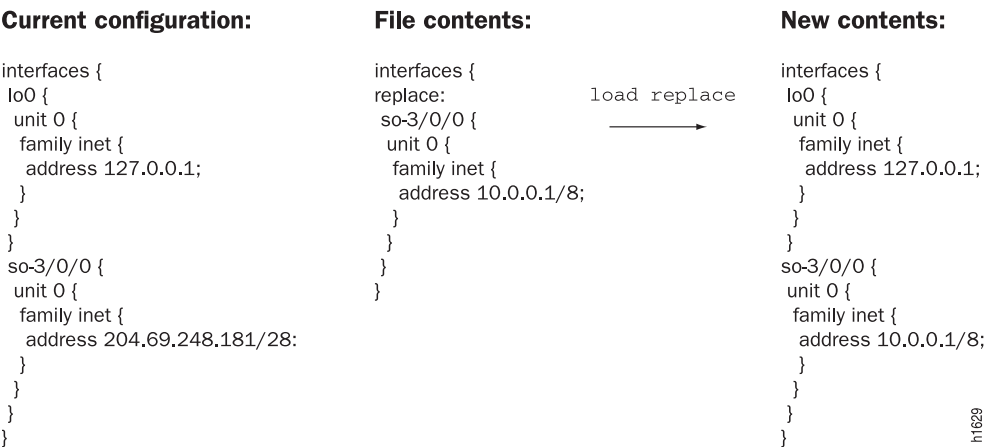 Current configuration:
interfaces {
lo0 {
unit 0 {
family inet {
address 127.0.0.1;
}
}
}
so-3/0/0 {
unit 0 {
family inet {
address 204.69.248.181/28:
}
}
}
}
File contents:
interfaces {
replace:
so-3/0/0 {
unit 0 {
family inet {
address 10.0.0.1/8;
}
}
}
}
load replace
New contents:
interfaces {
lo0 {
unit 0 {
family inet {
address 127.0.0.1;
}
}
}
so-3/0/0 {
unit 0 {
family inet {
address 10.0.0.1/8;
}
}
}
}
h1629